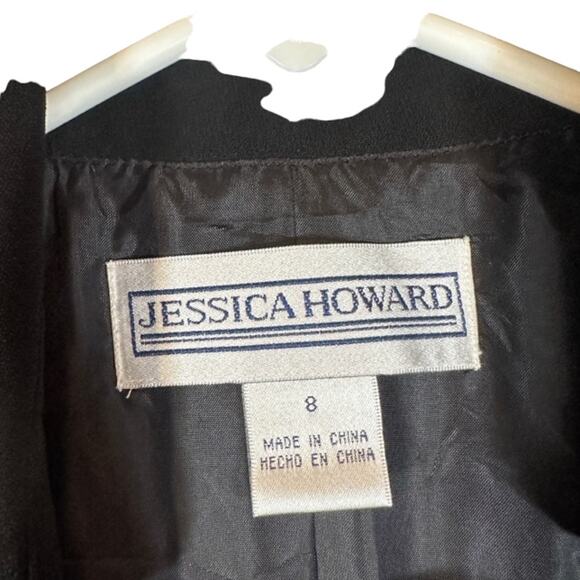 JESSICA HOWARD
8
MADE IN CHINA
HECHO EN CHINA